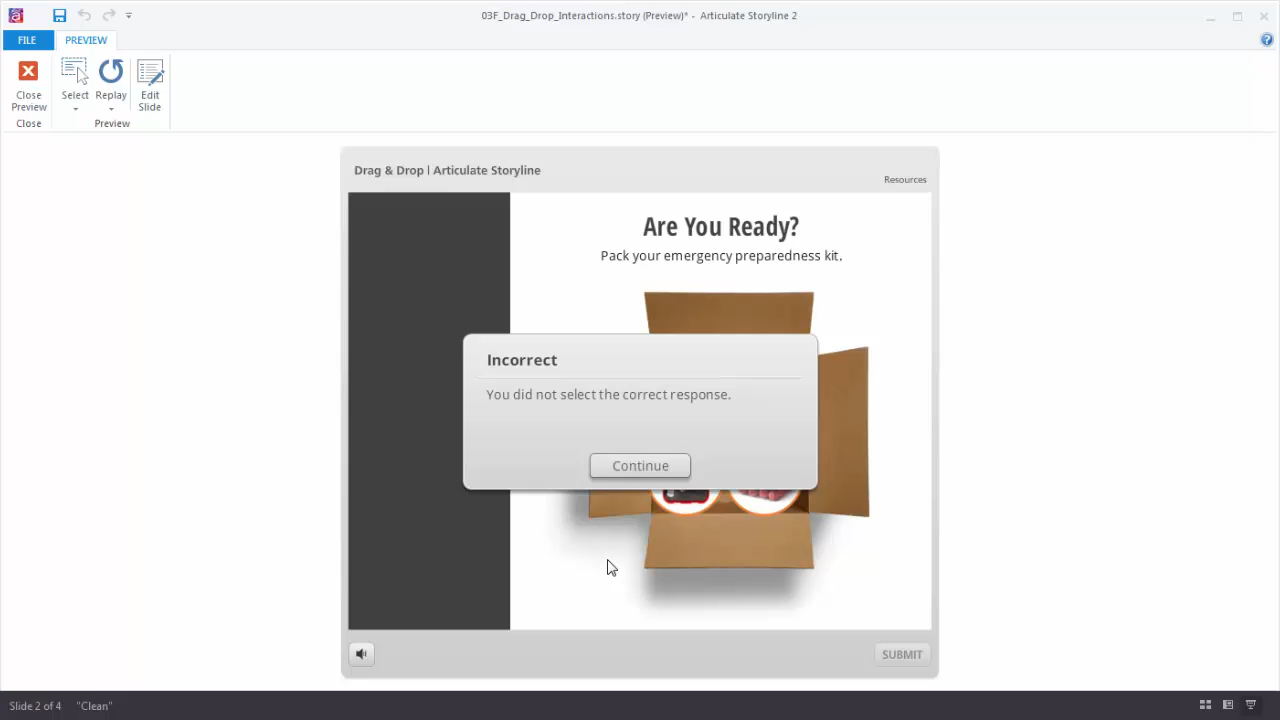 03F_Drag_Drop_Interactions.story (Preview)* - Articulate Storyline 2
FILE
PREVIEW
Close Preview
Select
Replay
Edit Slide
Close
Preview
Drag & Drop | Articulate Storyline
Resources
Are You Ready?
Pack your emergency preparedness kit.
Incorrect
You did not select the correct response.
Continue
SUBMIT
Slide 2 of 4
"Clean"